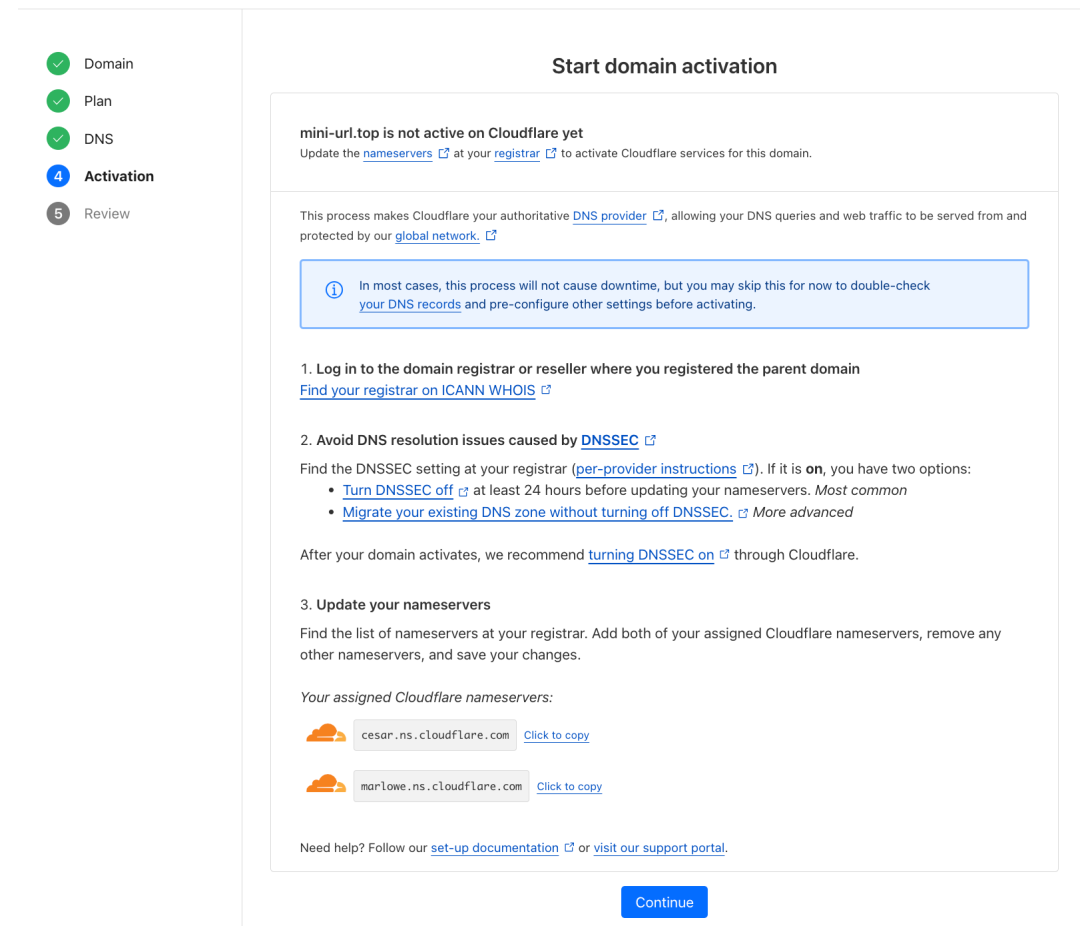 Domain
Plan
DNS
4 Activation
5 Review
Start domain activation
mini-url.top is not active on Cloudflare yet
Update the nameservers at your registrar to activate Cloudflare services for this domain.
This process makes Cloudflare your authoritative DNS provider, allowing your DNS queries and web traffic to be served from and
protected by our global network.
In most cases, this process will not cause downtime, but you may skip this for now to double-check
your DNS records and pre-configure other settings before activating.
1. Log in to the domain registrar or reseller where you registered the parent domain
Find your registrar on ICANN WHOIS
2. Avoid DNS resolution issues caused by DNSSEC
Find the DNSSEC setting at your registrar (per-provider instructions). If it is on, you have two options:
• Turn DNSSEC off at least 24 hours before updating your nameservers. Most common
• Migrate your existing DNS zone without turning off DNSSEC. More advanced
After your domain activates, we recommend turning DNSSEC on through Cloudflare.
3. Update your nameservers
Find the list of nameservers at your registrar. Add both of your assigned Cloudflare nameservers, remove any
other nameservers, and save your changes.
Your assigned Cloudflare nameservers:
cesar.ns.cloudflare.com Click to copy
marlowe.ns.cloudflare.com Click to copy
Need help? Follow our set-up documentation or visit our support portal.
Continue